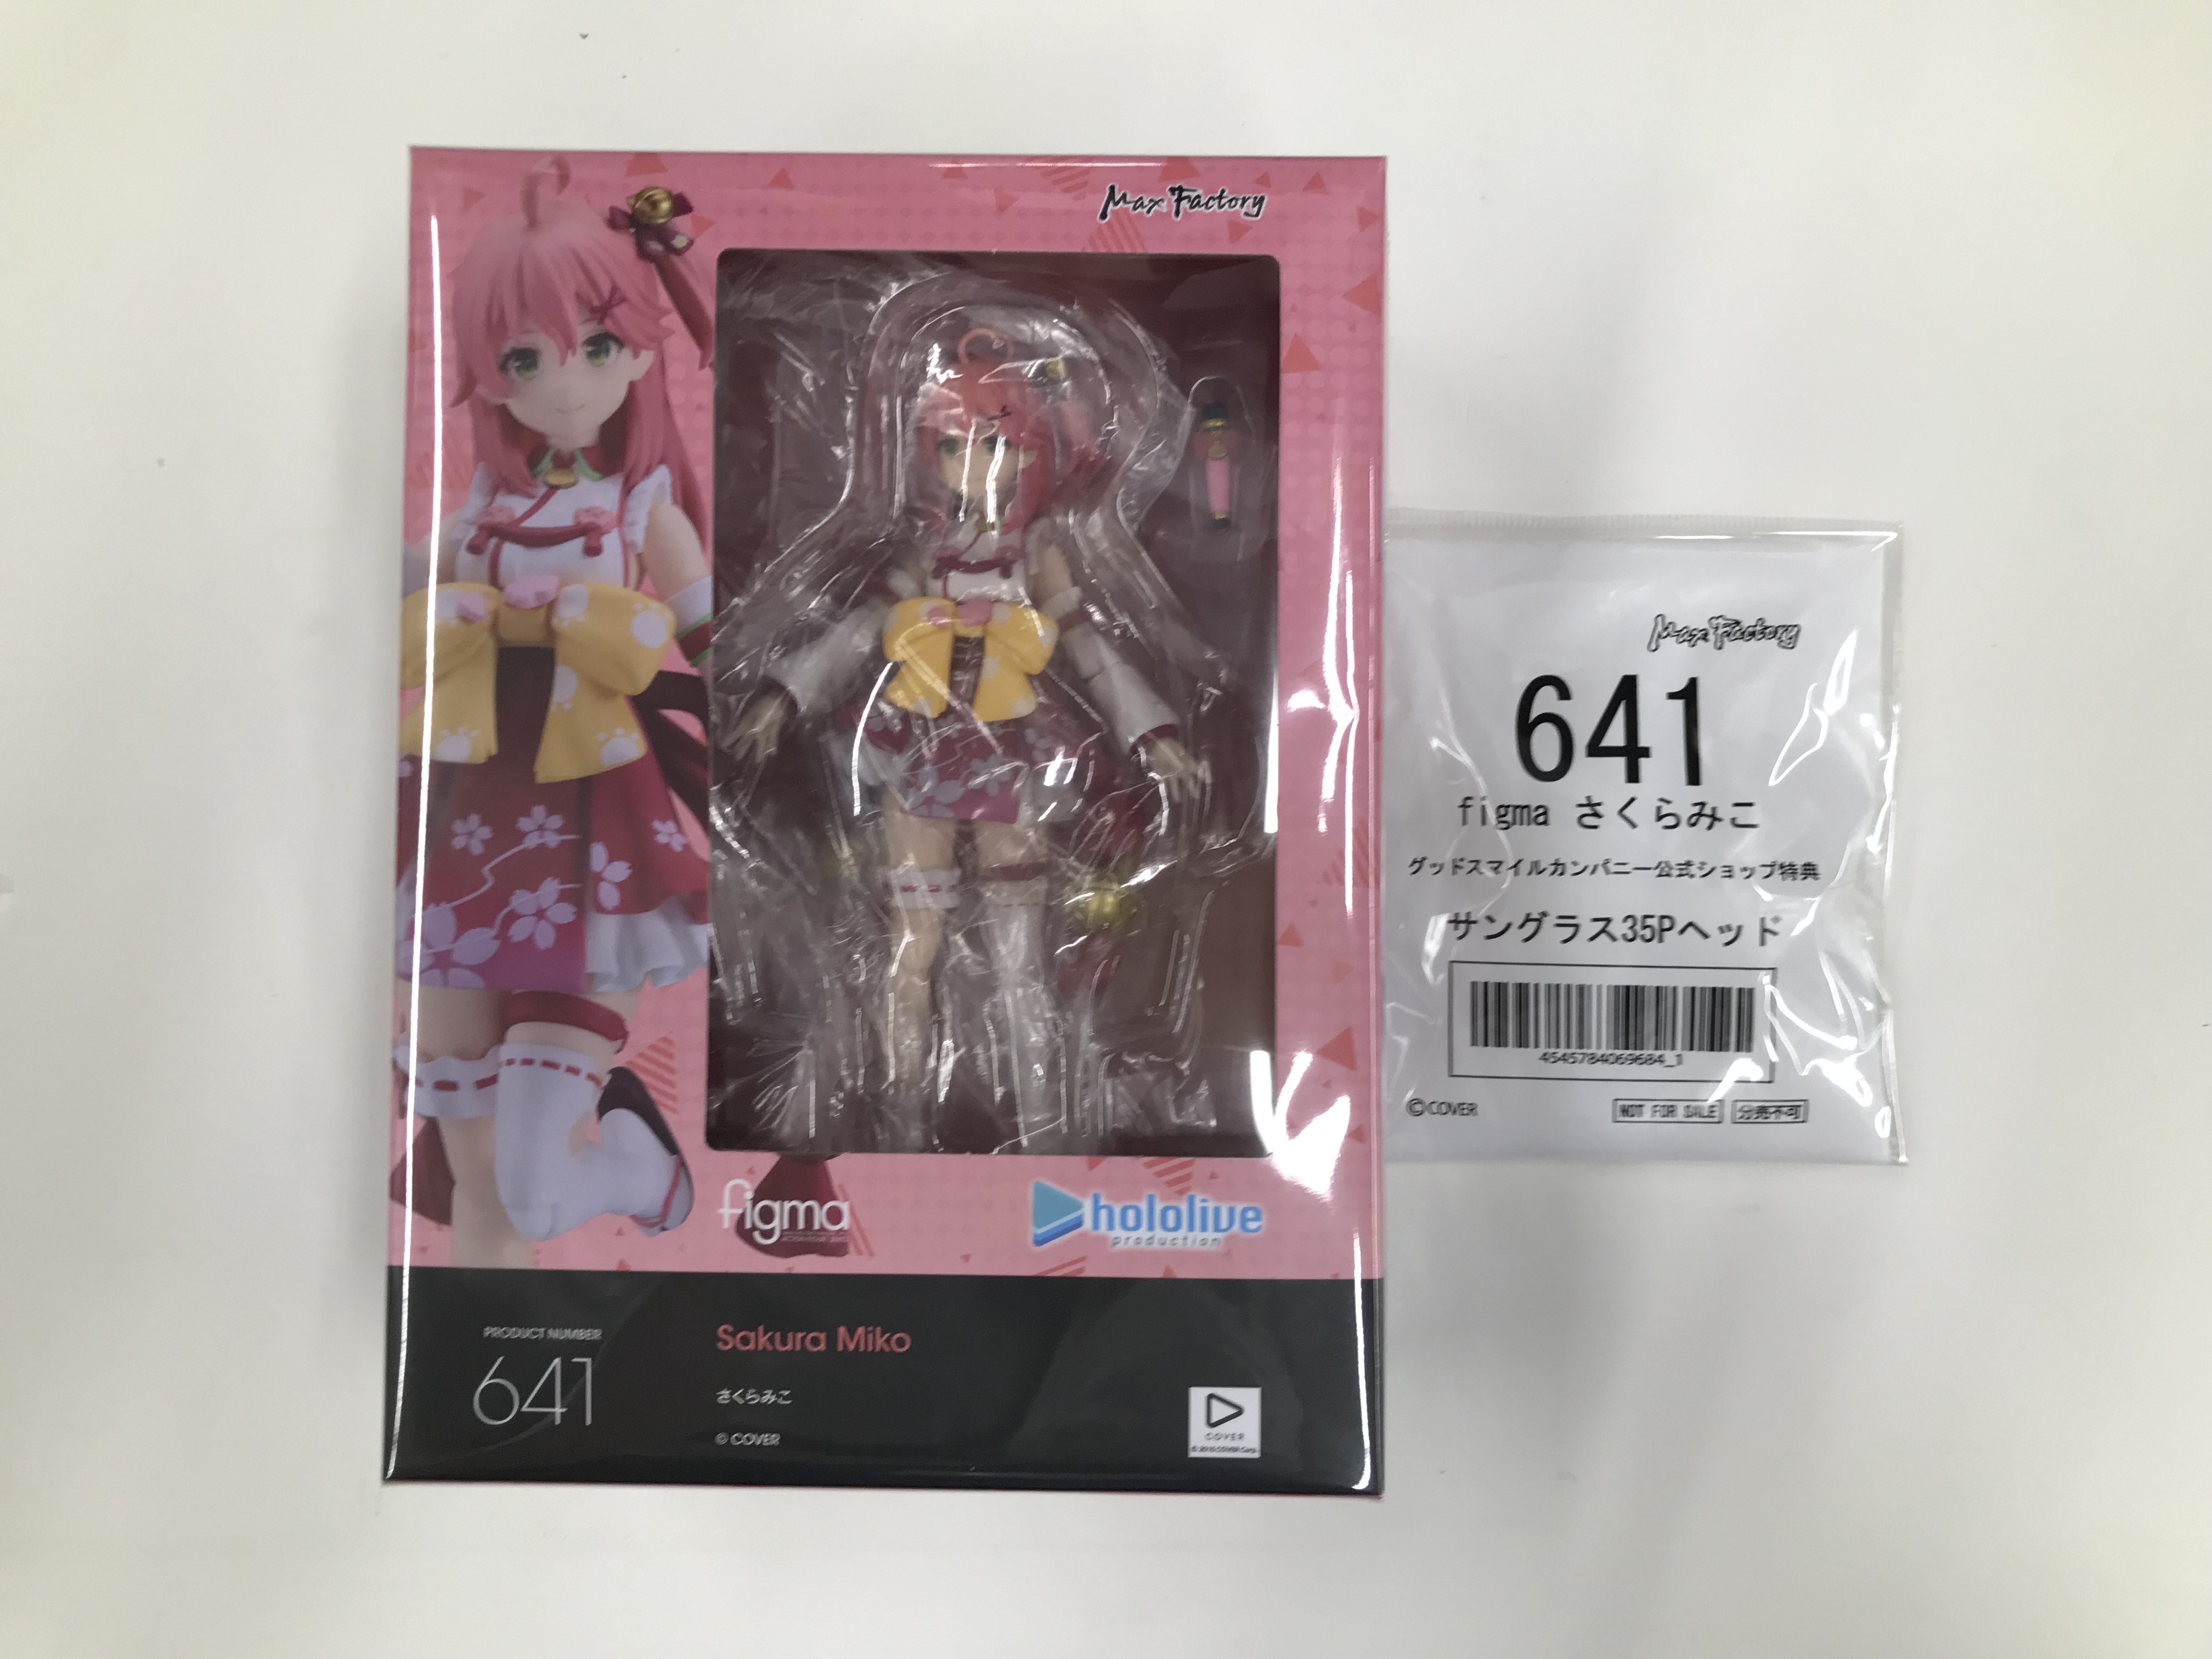 Max Factory
figma
hololive
production
PRODUCT NUMBER
641
Sakura Miko
さくらみこ
© COVER
COVER
Max Factory
641
figma さくらみこ
グッドスマイルカンパニー公式ショップ特典
サングラス35Pヘッド
4545784069684_1
©COVER
NOT FOR SALE
分売不可